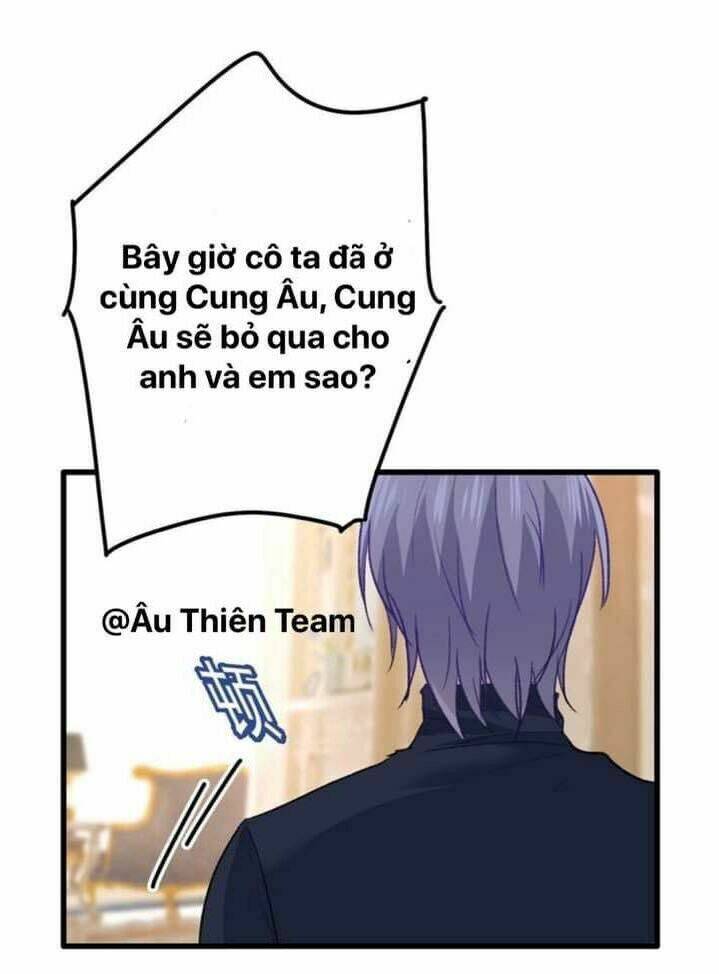 Bây giờ cô ta đã ở
cùng Cung Âu, Cung
Âu sẽ bỏ qua cho
anh và em sao?
@Âu Thiên Team
顿